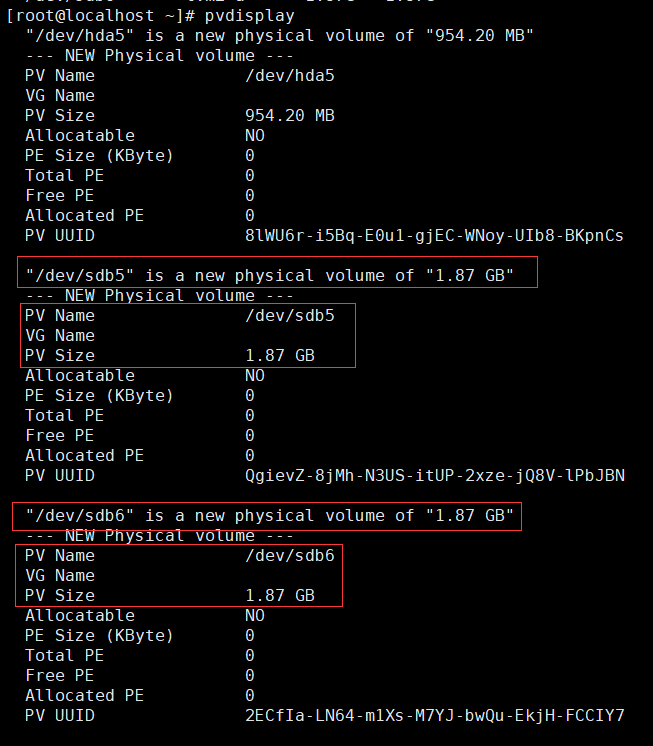 [root@localhost ~]# pvdisplay
"/dev/hda5" is a new physical volume of "954.20 MB"
--- NEW Physical volume ---
PV Name /dev/hda5
VG Name
PV Size 954.20 MB
Allocatable NO
PE Size (KByte) 0
Total PE 0
Free PE 0
Allocated PE 0
PV UUID 8lWU6r-i5Bq-E0u1-gjEC-WNoy-UIb8-BKpnCs
"/dev/sdb5" is a new physical volume of "1.87 GB"
--- NEW Physical volume ---
PV Name /dev/sdb5
VG Name
PV Size 1.87 GB
Allocatable NO
PE Size (KByte) 0
Total PE 0
Free PE 0
Allocated PE 0
PV UUID QgievZ-8jMh-N3US-itUP-2xze-jQ8V-lPbJBN
"/dev/sdb6" is a new physical volume of "1.87 GB"
--- NEW Physical volume ---
PV Name /dev/sdb6
VG Name
PV Size 1.87 GB
Allocatable NO
PE Size (KByte) 0
Total PE 0
Free PE 0
Allocated PE 0
PV UUID 2ECfIa-LN64-m1Xs-M7YJ-bwQu-EkjH-FCCIY7